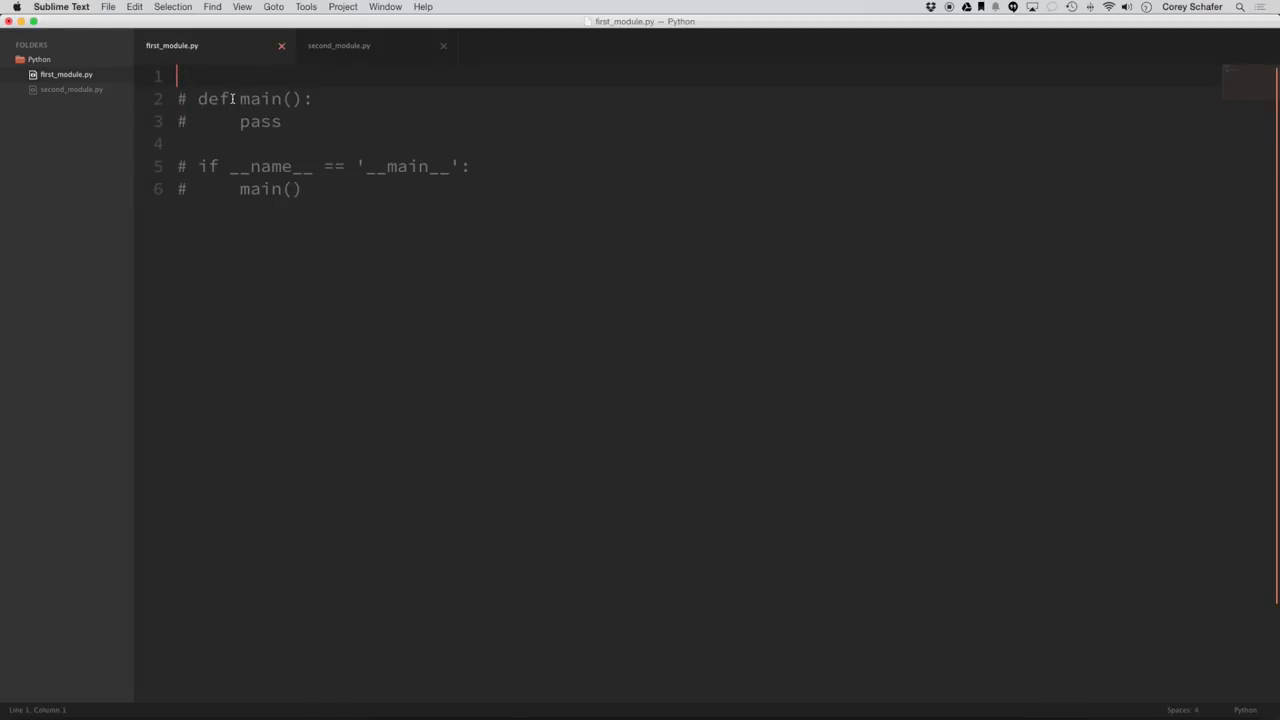 Sublime Text File Edit Selection Find View Goto Tools Project Window Help Corey Schafer
first_module.py — Python
FOLDERS
Python
first_module.py
second_module.py
first_module.py second_module.py
1
2 # def main():
3 #     pass
4
5 # if __name__ == '__main__':
6 #     main()
Line 1, Column 1 Spaces: 4 Python